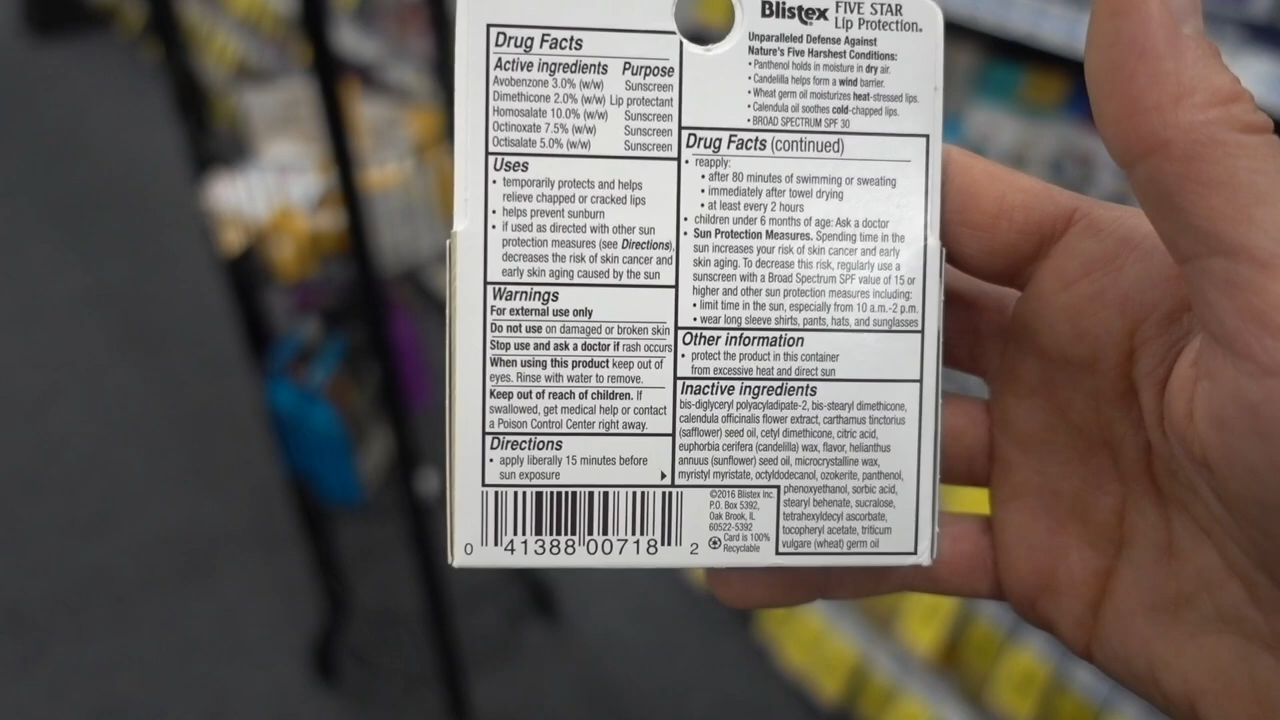 Blistex FIVE STAR
Lip Protection.
Unparalleled Defense Against
Nature's Five Harshest Conditions:
• Panthenol holds in moisture in dry air.
• Candelilla helps form a wind barrier.
• Wheat germ oil moisturizes heat-stressed lips.
• Calendula oil soothes cold-chapped lips.
• BROAD SPECTRUM SPF 30
Drug Facts
Active ingredients Purpose
Avobenzone 3.0% (w/w) Sunscreen
Dimethicone 2.0% (w/w) Lip protectant
Homosalate 10.0% (w/w) Sunscreen
Octinoxate 7.5% (w/w) Sunscreen
Octisalate 5.0% (w/w) Sunscreen
Uses
• temporarily protects and helps
relieve chapped or cracked lips
• helps prevent sunburn
• if used as directed with other sun
protection measures (see Directions),
decreases the risk of skin cancer and
early skin aging caused by the sun
Warnings
For external use only
Do not use on damaged or broken skin
Stop use and ask a doctor if rash occurs
When using this product keep out of
eyes. Rinse with water to remove.
Keep out of reach of children. If
swallowed, get medical help or contact
a Poison Control Center right away.
Directions
• apply liberally 15 minutes before
sun exposure
Drug Facts (continued)
• reapply:
• after 80 minutes of swimming or sweating
• immediately after towel drying
• at least every 2 hours
• children under 6 months of age: Ask a doctor
• Sun Protection Measures. Spending time in the
sun increases your risk of skin cancer and early
skin aging. To decrease this risk, regularly use a
sunscreen with a Broad Spectrum SPF value of 15 or
higher and other sun protection measures including:
• limit time in the sun, especially from 10 a.m.-2 p.m.
• wear long sleeve shirts, pants, hats, and sunglasses
Other information
• protect the product in this container
from excessive heat and direct sun
Inactive ingredients
bis-diglyceryl polyacyladipate-2, bis-stearyl dimethicone,
calendula officinalis flower extract, carthamus tinctorius
(safflower) seed oil, cetyl dimethicone, citric acid,
euphorbia cerifera (candelilla) wax, flavor, helianthus
annuus (sunflower) seed oil, microcrystalline wax,
myristyl myristate, octyldodecanol, ozokerite, panthenol,
phenoxyethanol, sorbic acid,
stearyl behenate, sucralose,
tetrahexyldecyl ascorbate,
tocopheryl acetate, triticum
vulgare (wheat) germ oil
©2016 Blistex Inc.
P.O. Box 5392,
Oak Brook, IL
60522-5392
Card is 100%
Recyclable
0 41388 00718 2